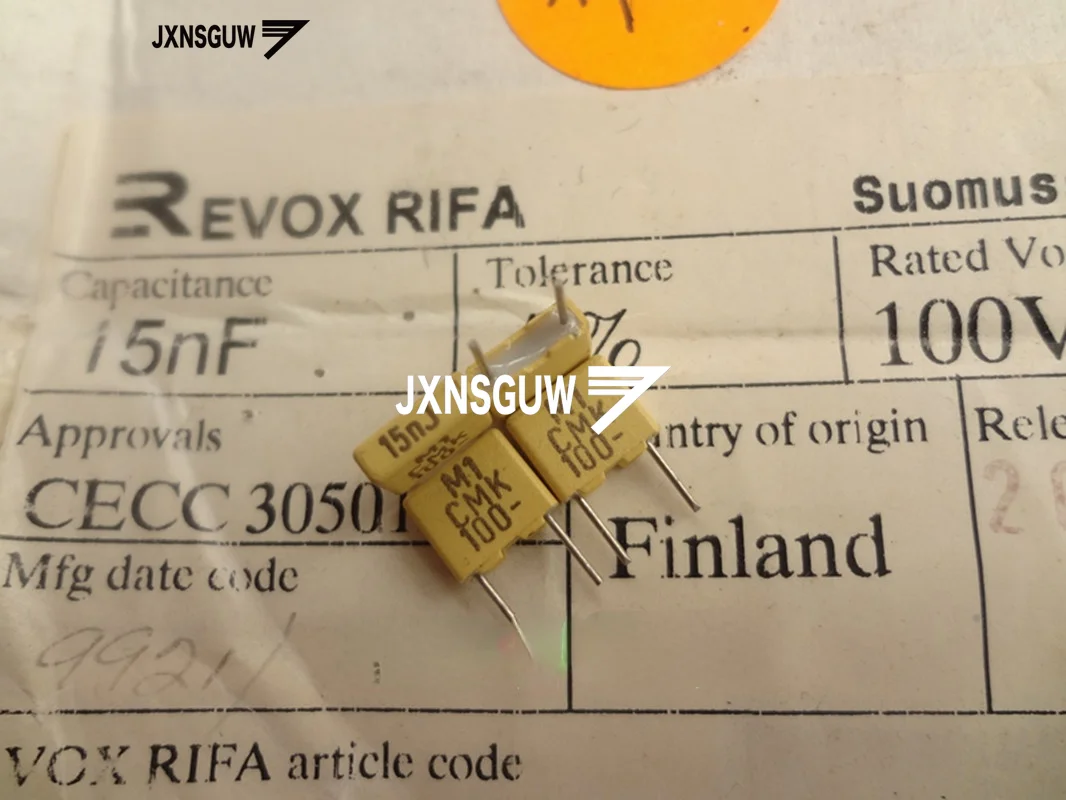 JXNSGUW
REVOX RIFA
Suomus
Capacitance
Tolerance
Rated Vo
15nF
%
100V
JXNSGUW
15nJ
M1
CMK
100-
CMK
100-
Approvals
ntry of origin
Rele
CECC 30501
Finland
Mfg date code
9921/
VOX RIFA article code